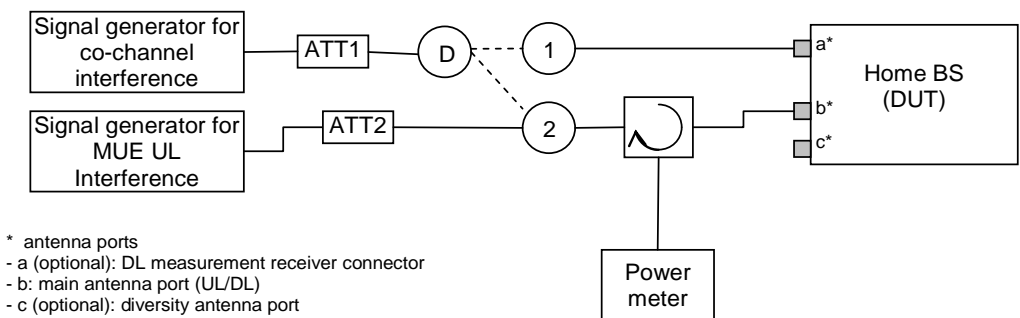 Signal generator for
co-channel
interference
ATT1
D
1
a*
Home BS
(DUT)
Signal generator for
MUE UL
Interference
ATT2
2
b*
c*
* antenna ports
- a (optional): DL measurement receiver connector
- b: main antenna port (UL/DL)
- c (optional): diversity antenna port
Power
meter